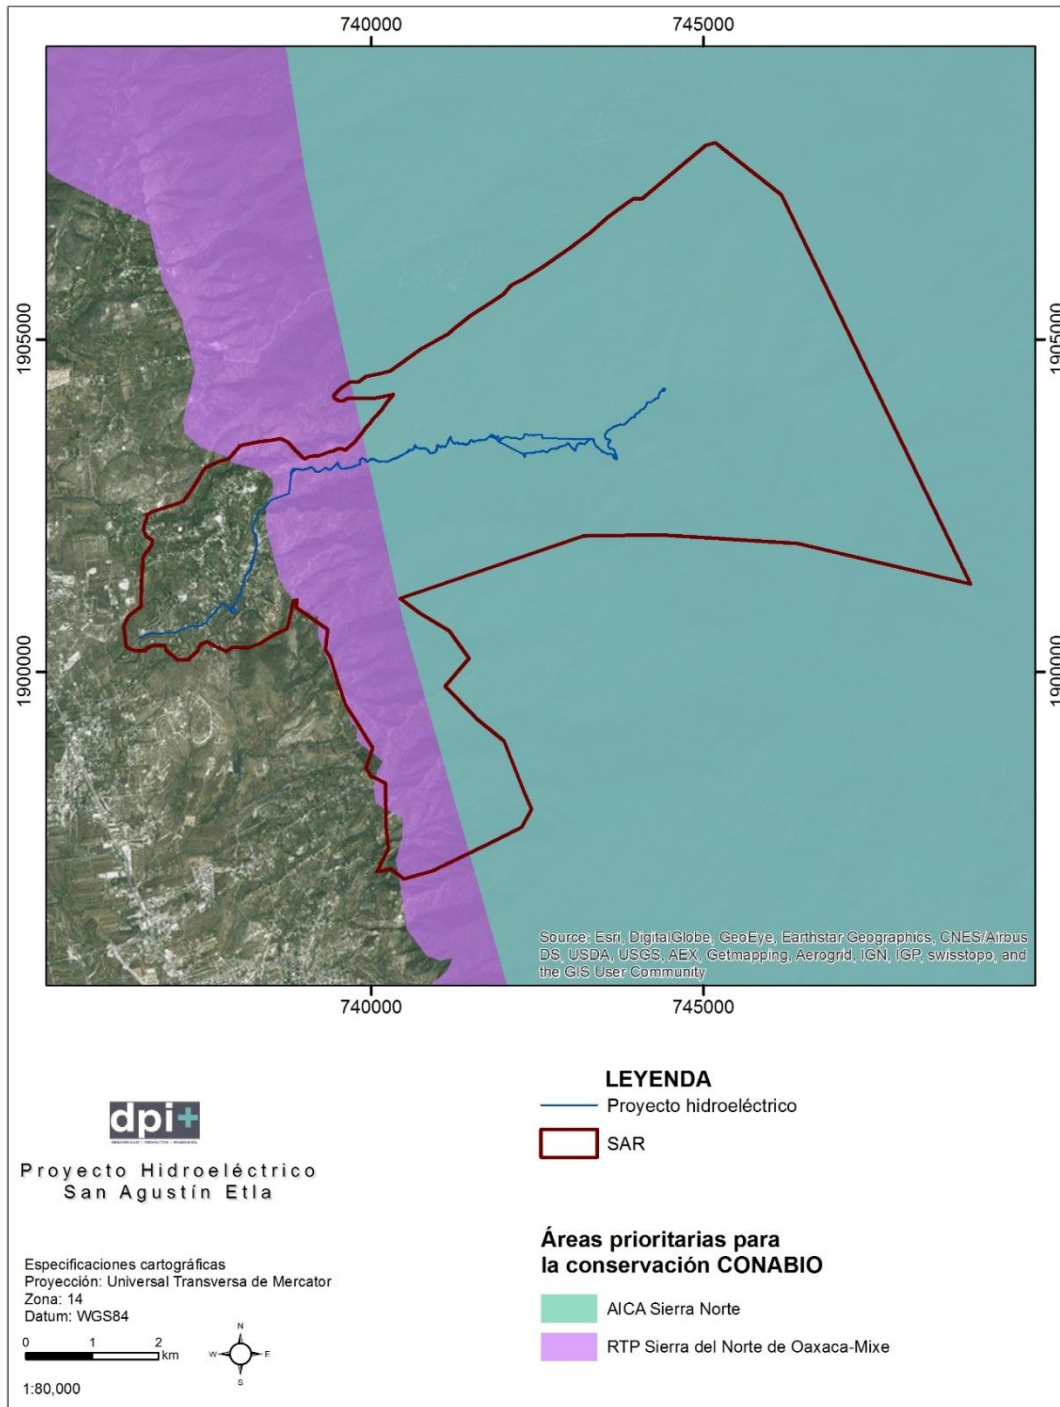 740000
745000
1905000
1905000
1900000
1900000
Source: Esri, DigitalGlobe, GeoEye, Earthstar Geographics, CNES/Airbus
DS, USDA, USGS, AEX, Getmapping, Aerogrid, IGN, IGP, swisstopo, and
the GIS User Community
740000
745000
LEYENDA
Proyecto hidroeléctrico
SAR
dpi+
Proyecto Hidroeléctrico
San Agustín Etla
Áreas prioritarias para
la conservación CONABIO
AICA Sierra Norte
RTP Sierra del Norte de Oaxaca-Mixe
Especificaciones cartográficas
Proyección: Universal Transversa de Mercator
Zona: 14
Datum: WGS84
0 1 2
km
N
W E
S
1:80,000